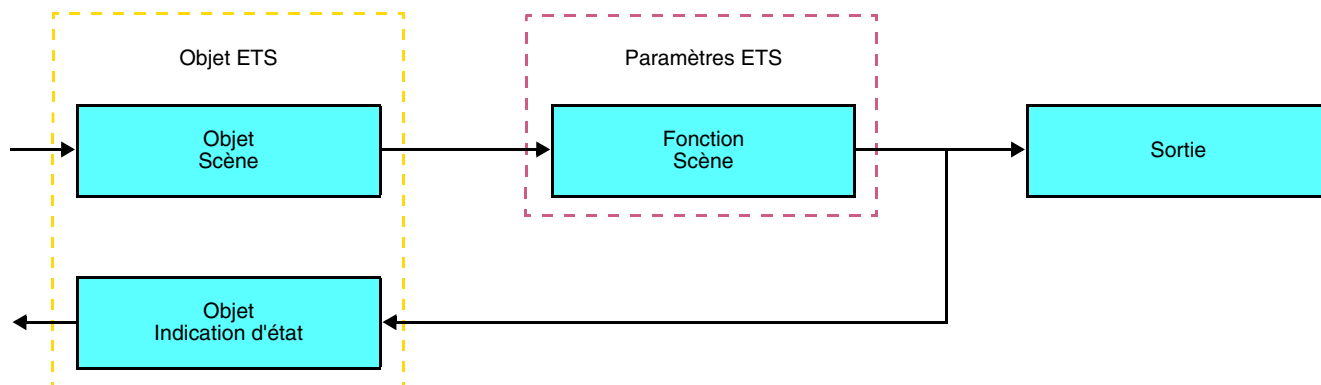 Objet ETS
Paramètres ETS
Objet
Scène
Fonction
Scène
Sortie
Objet
Indication d'état